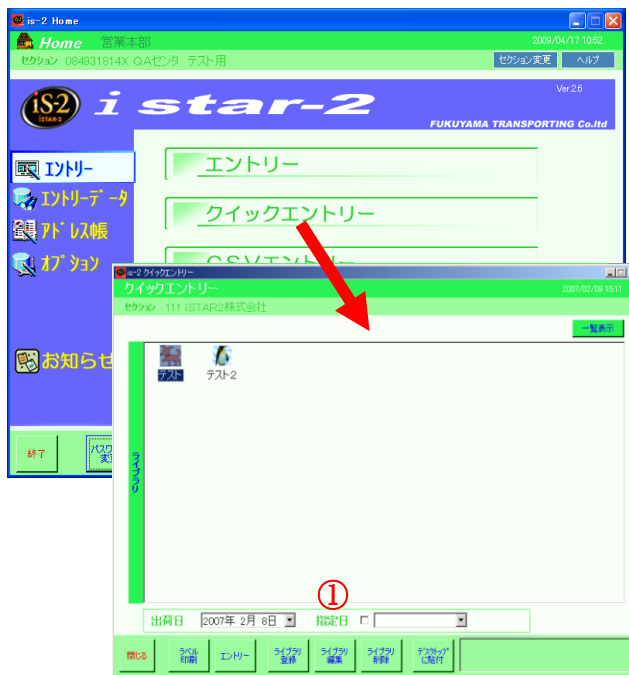 is-2 Home
Home 営業本部
2009/04/17 10:52
セクション 084931814X QAセンタ テスト用
セクション変更 ヘルプ
iS-2
iSTAR-2
i star-2
Ver.2.6
FUKUYAMA TRANSPORTING Co.ltd
エントリー
エントリーデータ
アドレス帳
オプション
お知らせ
終了
エントリー
クイックエントリー
CSVエントリー
is-2 クイックエントリー
クイックエントリー
2007/02/09 15:11
セクション 111 iSTAR2株式会社
一覧表示
ライブラリ
テスト テスト2
①
出荷日 2007年 2月 8日 指定日
閉じる
ラベル印刷
エントリー
ライブラリ登録
ライブラリ編集
ライブラリ削除
デスクトップに貼付